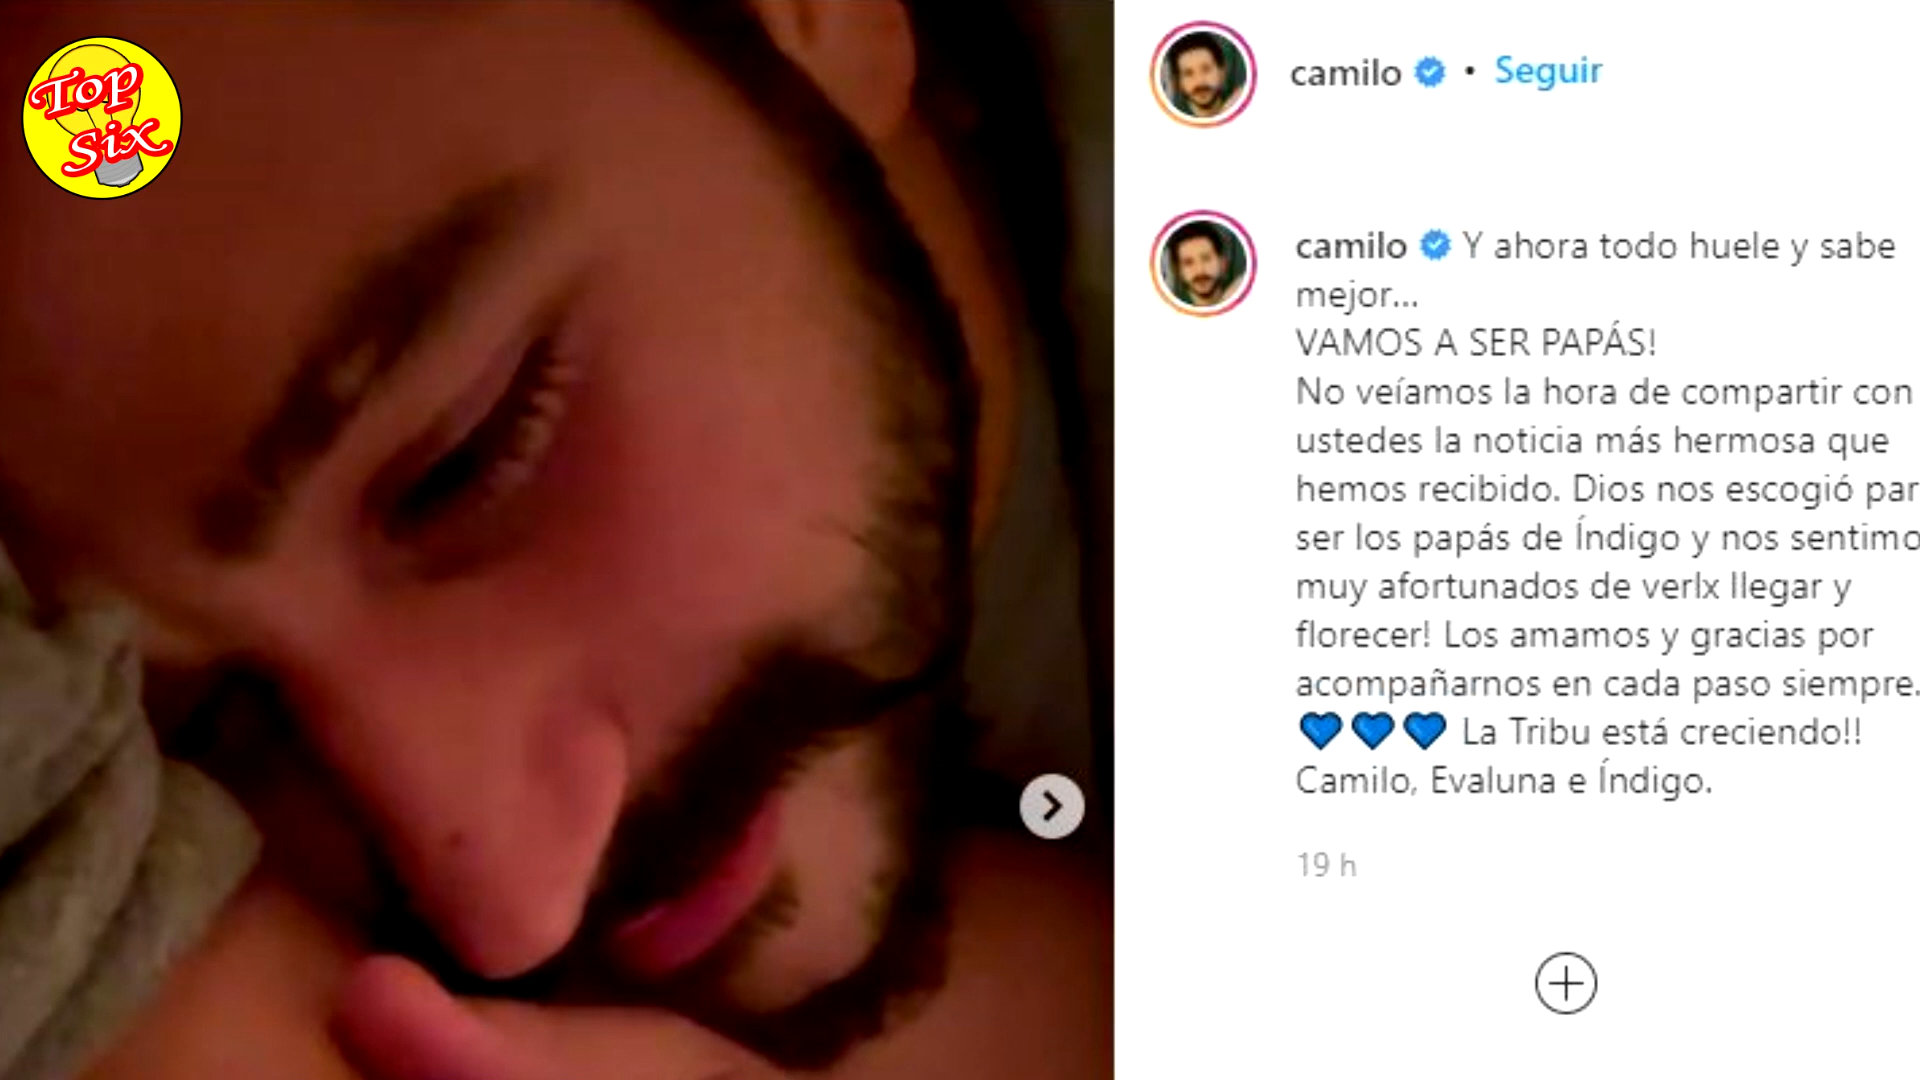 Top
Six
camilo • Seguir
camilo Y ahora todo huele y sabe
mejor...
VAMOS A SER PAPÁS!
No veíamos la hora de compartir con
ustedes la noticia más hermosa que
hemos recibido. Dios nos escogió par
ser los papás de Índigo y nos sentimo
muy afortunados de verlx llegar y
florecer! Los amamos y gracias por
acompañarnos en cada paso siempre.
💙💙💙 La Tribu está creciendo!!
Camilo, Evaluna e Índigo.
19 h